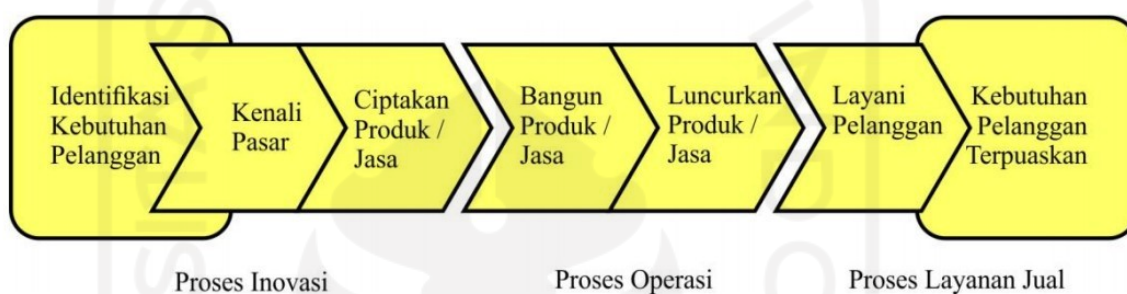 Identifikasi
Kebutuhan
Pelanggan
Kenali
Pasar
Ciptakan
Produk /
Jasa
Bangun
Produk /
Jasa
Luncurkan
Produk /
Jasa
Layani
Pelanggan
Kebutuhan
Pelanggan
Terpuaskan
Proses Inovasi
Proses Operasi
Proses Layanan Jual